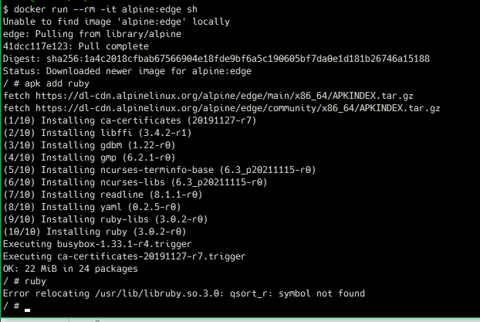 $ docker run --rm -it alpine:edge sh
Unable to find image 'alpine:edge' locally
edge: Pulling from library/alpine
41dcc117e123: Pull complete
Digest: sha256:1a4c2018cfbab67566904e18fde9bf6a5c190605bf7da0e1d181b26746a15188
Status: Downloaded newer image for alpine:edge
/ # apk add ruby
fetch https://dl-cdn.alpinelinux.org/alpine/edge/main/x86_64/APKINDEX.tar.gz
fetch https://dl-cdn.alpinelinux.org/alpine/edge/community/x86_64/APKINDEX.tar.gz
(1/10) Installing ca-certificates (20191127-r7)
(2/10) Installing libffi (3.4.2-r1)
(3/10) Installing gdbm (1.22-r0)
(4/10) Installing gmp (6.2.1-r0)
(5/10) Installing ncurses-terminfo-base (6.3_p20211115-r0)
(6/10) Installing ncurses-libs (6.3_p20211115-r0)
(7/10) Installing readline (8.1.1-r0)
(8/10) Installing yaml (0.2.5-r0)
(9/10) Installing ruby-libs (3.0.2-r0)
(10/10) Installing ruby (3.0.2-r0)
Executing busybox-1.33.1-r4.trigger
Executing ca-certificates-20191127-r7.trigger
OK: 22 MiB in 24 packages
/ # ruby
Error relocating /usr/lib/libruby.so.3.0: qsort_r: symbol not found
/ #